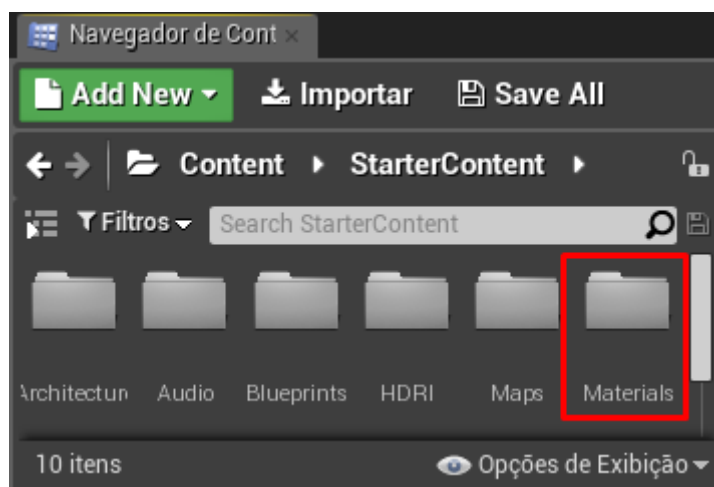 Navegador de Cont
Add New Importar Save All
Content StarterContent
Filtros Search StarterContent
Architectur Audio Blueprints HDRI Maps Materials
10 itens Opções de Exibição